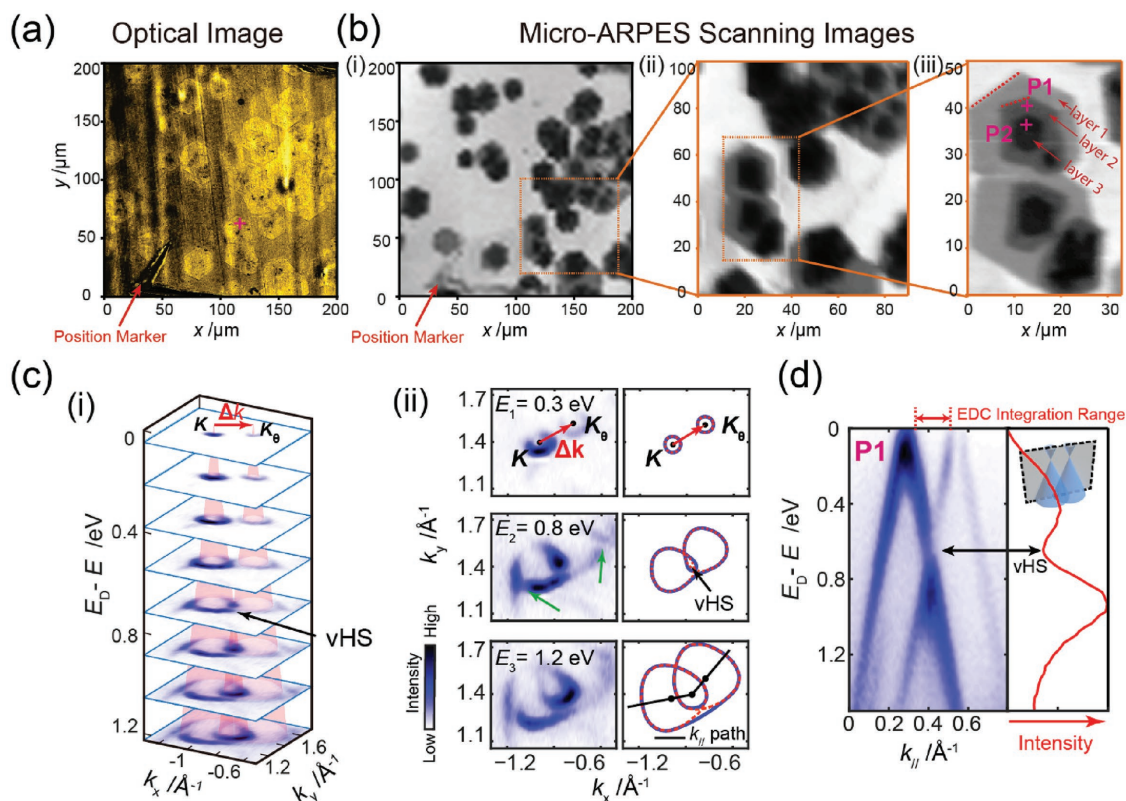 (a)
Optical Image
(b)
Micro-ARPES Scanning Images
(i)
(ii)
(iii)
200
150
100
50
0
y /µm
0 50 100 150 200
x /µm
Position Marker
200
150
100
50
0
0 50 100 150 200
x /µm
Position Marker
100
80
60
40
20
0
0 20 40 60 80
x /µm
50
40
30
20
10
0
0 10 20 30
x /µm
P1
P2
layer 1
layer 2
layer 3
(c)
(i)
Δk
K
Kθ
0
0.4
0.8
1.2
E_D - E /eV
vHS
-1 -0.6
k_x /Å⁻¹
1.2 1.6
k_y /Å⁻¹
(ii)
1.7
1.4
1.1
E₁= 0.3 eV
K
Kθ
Δk
K
Kθ
1.7
1.4
1.1
k_y /Å⁻¹
E₂= 0.8 eV
vHS
1.7
1.4
1.1
E₃= 1.2 eV
k_// path
High
Intensity
Low
−1.2 −0.6
−1.2 −0.6
k_x /Å⁻¹
(d)
EDC Integration Range
P1
0
0.4
0.8
1.2
E_D - E /eV
vHS
0 0.2 0.4 0.6
k_// /Å⁻¹
Intensity